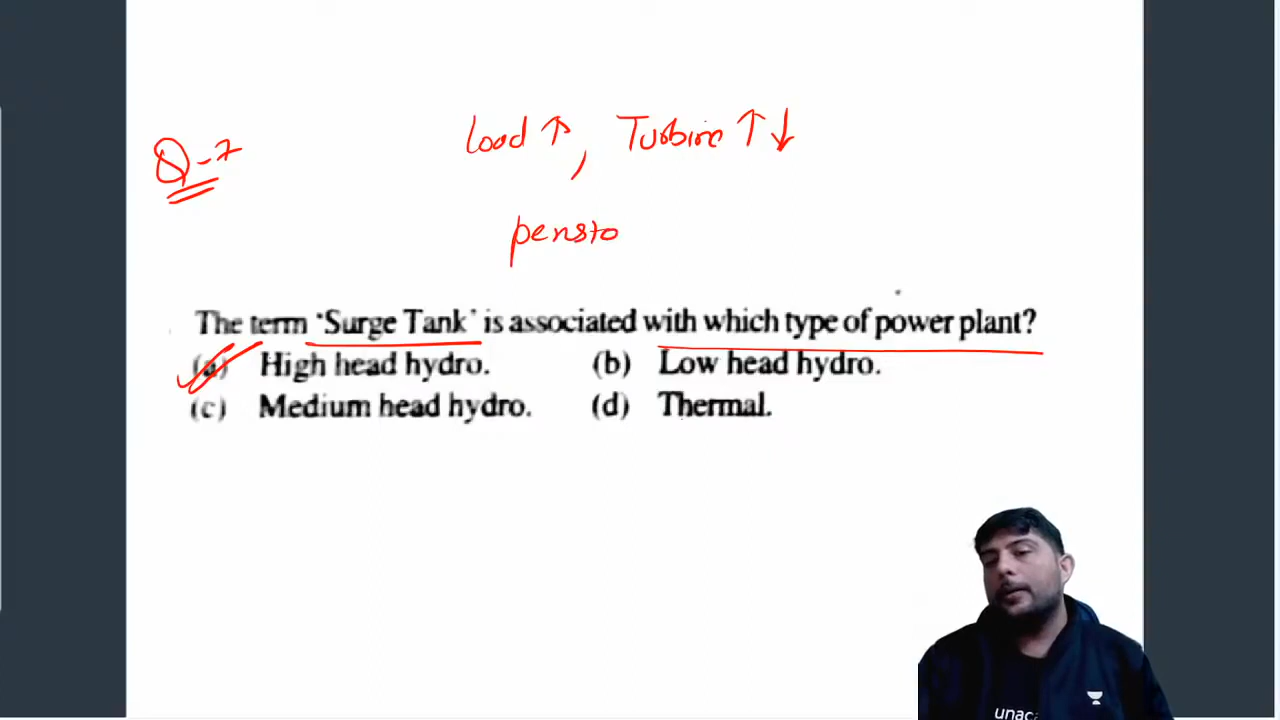 Load ↑, Turbine ↑↓
Q-7
pensto
The term 'Surge Tank' is associated with which type of power plant?
(a) High head hydro. (b) Low head hydro.
(c) Medium head hydro. (d) Thermal.
unaca